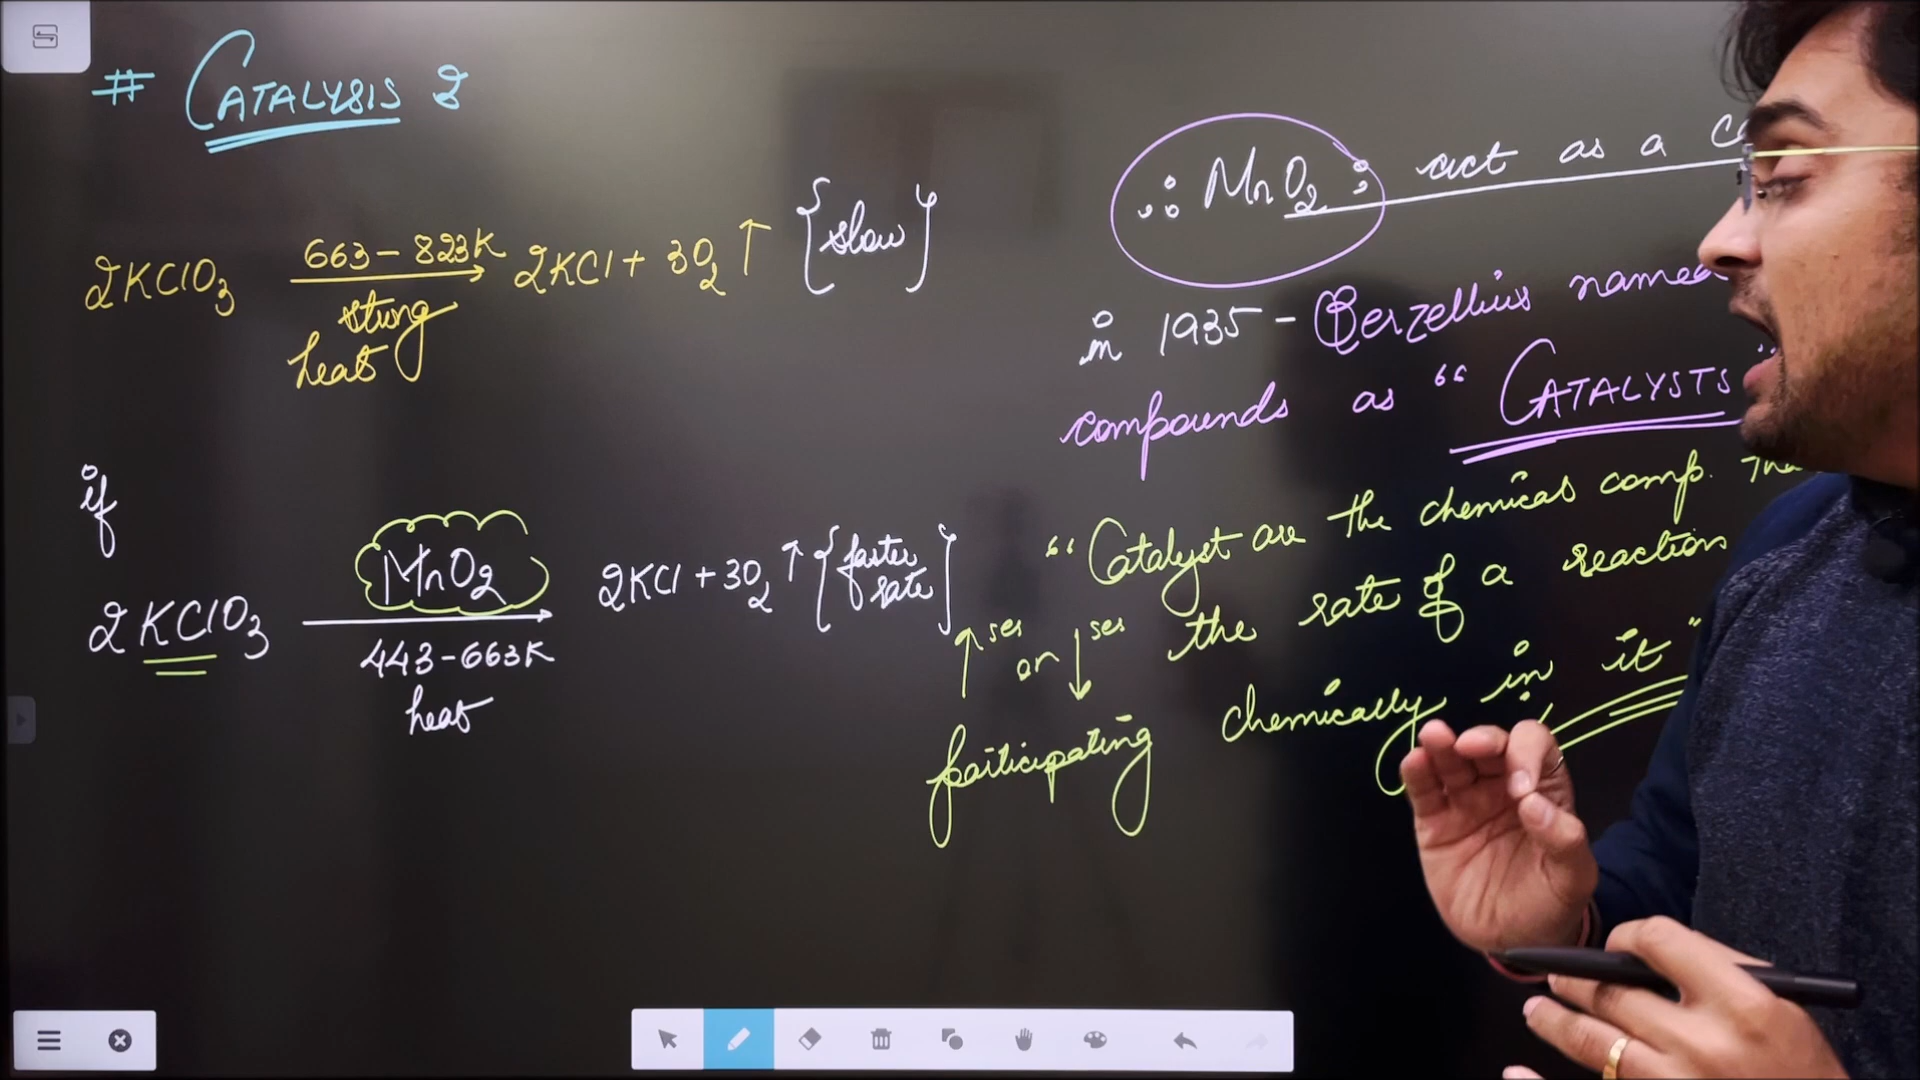 # CATALYSIS :
2KClO3 663-823K 2KCl + 3O2 ↑ {slow}
strong
heat
if
2KClO3 MnO2 2KCl + 3O2 ↑ {faster rate}
443-663K
heat
∴ MnO2 : act as a
in 1935 - Berzellius named
compounds as " CATALYSTS
" Catalyst are the chemical comp.
↑ses or ↓ses the rate of a reaction
participating chemically in it "